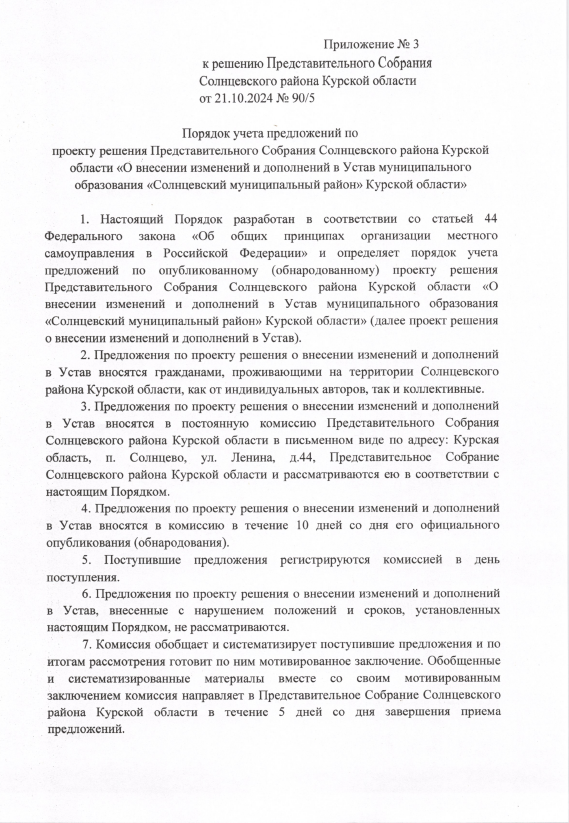 Приложение № 3
к решению Представительного Собрания
Солнцевского района Курской области
от 21.10.2024 № 90/5
Порядок учета предложений по
проекту решения Представительного Собрания Солнцевского района Курской
области «О внесении изменений и дополнений в Устав муниципального
образования «Солнцевский муниципальный район» Курской области»
1. Настоящий Порядок разработан в соответствии со статьей 44
Федерального закона «Об общих принципах организации местного
самоуправления в Российской Федерации» и определяет порядок учета
предложений по опубликованному (обнародованному) проекту решения
Представительного Собрания Солнцевского района Курской области «О
внесении изменений и дополнений в Устав муниципального образования
«Солнцевский муниципальный район» Курской области» (далее проект решения
о внесении изменений и дополнений в Устав).
2. Предложения по проекту решения о внесении изменений и дополнений
в Устав вносятся гражданами, проживающими на территории Солнцевского
района Курской области, как от индивидуальных авторов, так и коллективные.
3. Предложения по проекту решения о внесении изменений и дополнений
в Устав вносятся в постоянную комиссию Представительного Собрания
Солнцевского района Курской области в письменном виде по адресу: Курская
область, п. Солнцево, ул. Ленина, д.44, Представительное Собрание
Солнцевского района Курской области и рассматриваются ею в соответствии с
настоящим Порядком.
4. Предложения по проекту решения о внесении изменений и дополнений
в Устав вносятся в комиссию в течение 10 дней со дня его официального
опубликования (обнародования).
5. Поступившие предложения регистрируются комиссией в день
поступления.
6. Предложения по проекту решения о внесении изменений и дополнений
в Устав, внесенные с нарушением положений и сроков, установленных
настоящим Порядком, не рассматриваются.
7. Комиссия обобщает и систематизирует поступившие предложения и по
итогам рассмотрения готовит по ним мотивированное заключение. Обобщенные
и систематизированные материалы вместе со своим мотивированным
заключением комиссия направляет в Представительное Собрание Солнцевского
района Курской области в течение 5 дней со дня завершения приема
предложений.